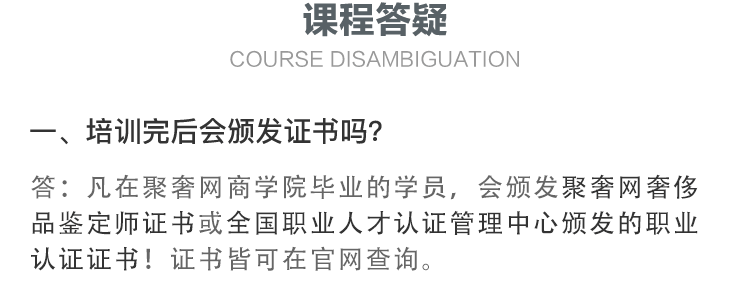 课程答疑
COURSE DISAMBIGUATION
一、培训完后会颁发证书吗?
答：凡在聚奢网商学院毕业的学员，会颁发聚奢网奢侈
品鉴定师证书或全国职业人才认证管理中心颁发的职业
认证证书！证书皆可在官网查询。